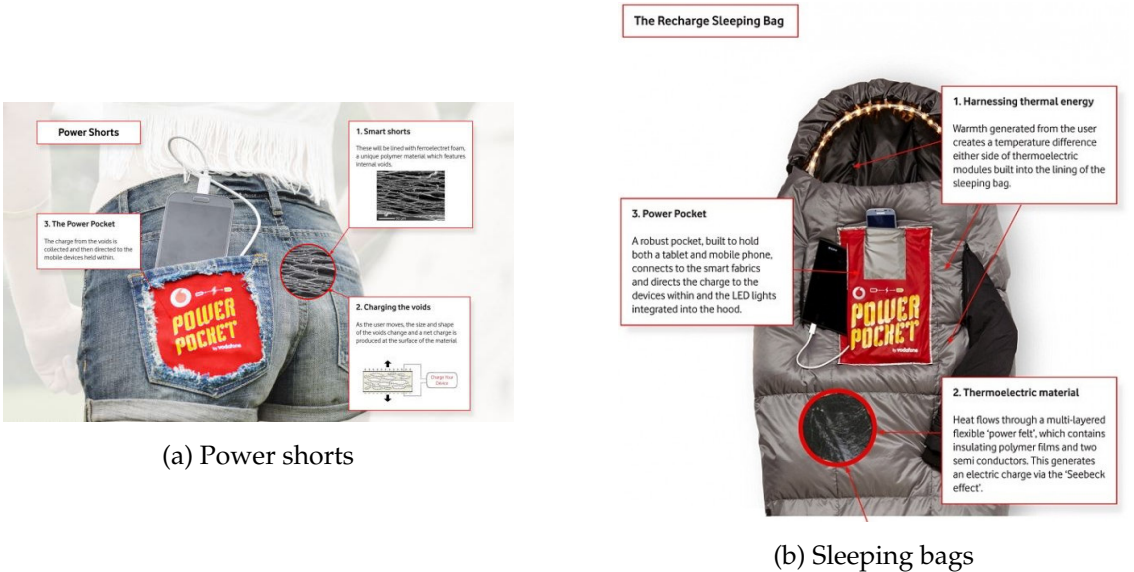 Power Shorts
1. Smart shorts
These will be lined with ferroelectret foam,
a unique polymer material which features
internal voids.
3. The Power Pocket
The charge from the voids is
collected and then directed to the
mobile devices held within.
POWER
POCKET
by vodafone
2. Charging the voids
As the user moves, the size and shape
of the voids change and a net charge is
produced at the surface of the material
Charge Your
Device
(a) Power shorts
The Recharge Sleeping Bag
1. Harnessing thermal energy
Warmth generated from the user
creates a temperature difference
either side of thermoelectric
modules built into the lining of the
sleeping bag.
3. Power Pocket
A robust pocket, built to hold
both a tablet and mobile phone,
connects to the smart fabrics
and directs the charge to the
devices within and the LED lights
integrated into the hood.
POWER
POCKET
by vodafone
2. Thermoelectric material
Heat flows through a multi-layered
flexible 'power felt', which contains
insulating polymer films and two
semi conductors. This generates
an electric charge via the 'Seebeck
effect'.
(b) Sleeping bags